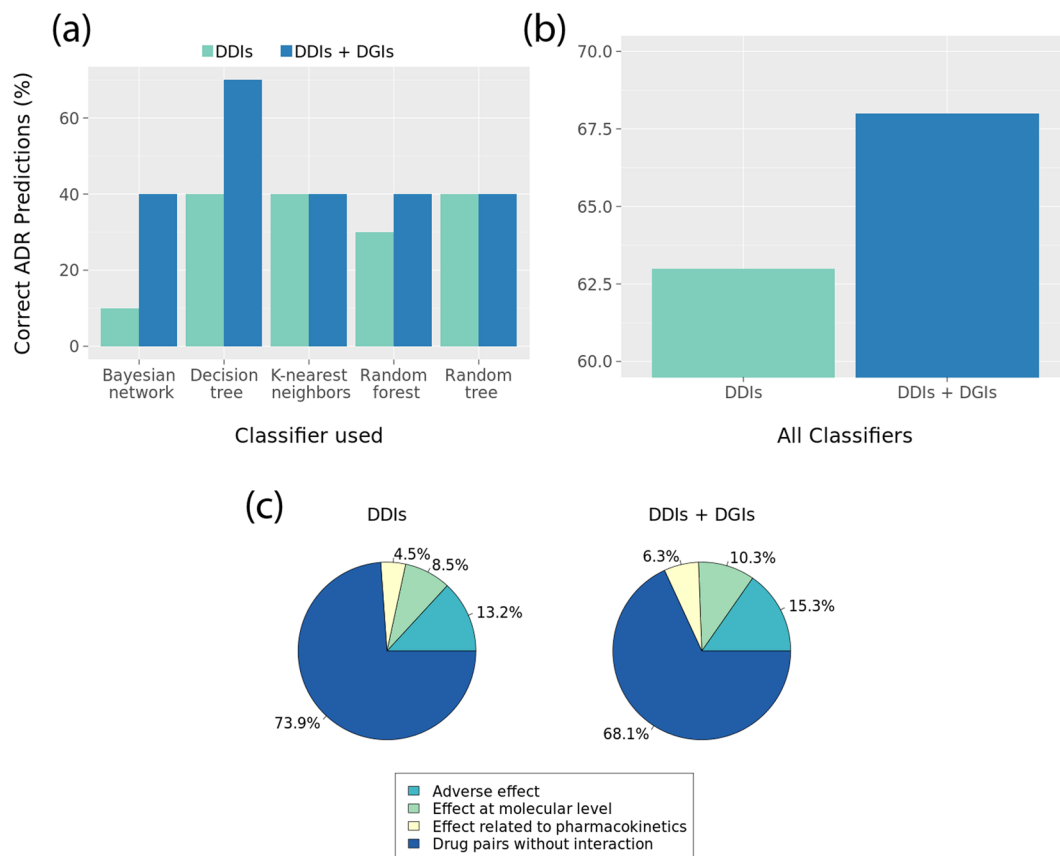 (a)
DDIs DDIs + DGIs
Correct ADR Predictions (%)
60
40
20
0
Bayesian network
Decision tree
K-nearest neighbors
Random forest
Random tree
Classifier used
(b)
70.0
67.5
65.0
62.5
60.0
DDIs
DDIs + DGIs
All Classifiers
(c)
DDIs
4.5%
8.5%
13.2%
73.9%
DDIs + DGIs
6.3%
10.3%
15.3%
68.1%
Adverse effect
Effect at molecular level
Effect related to pharmacokinetics
Drug pairs without interaction